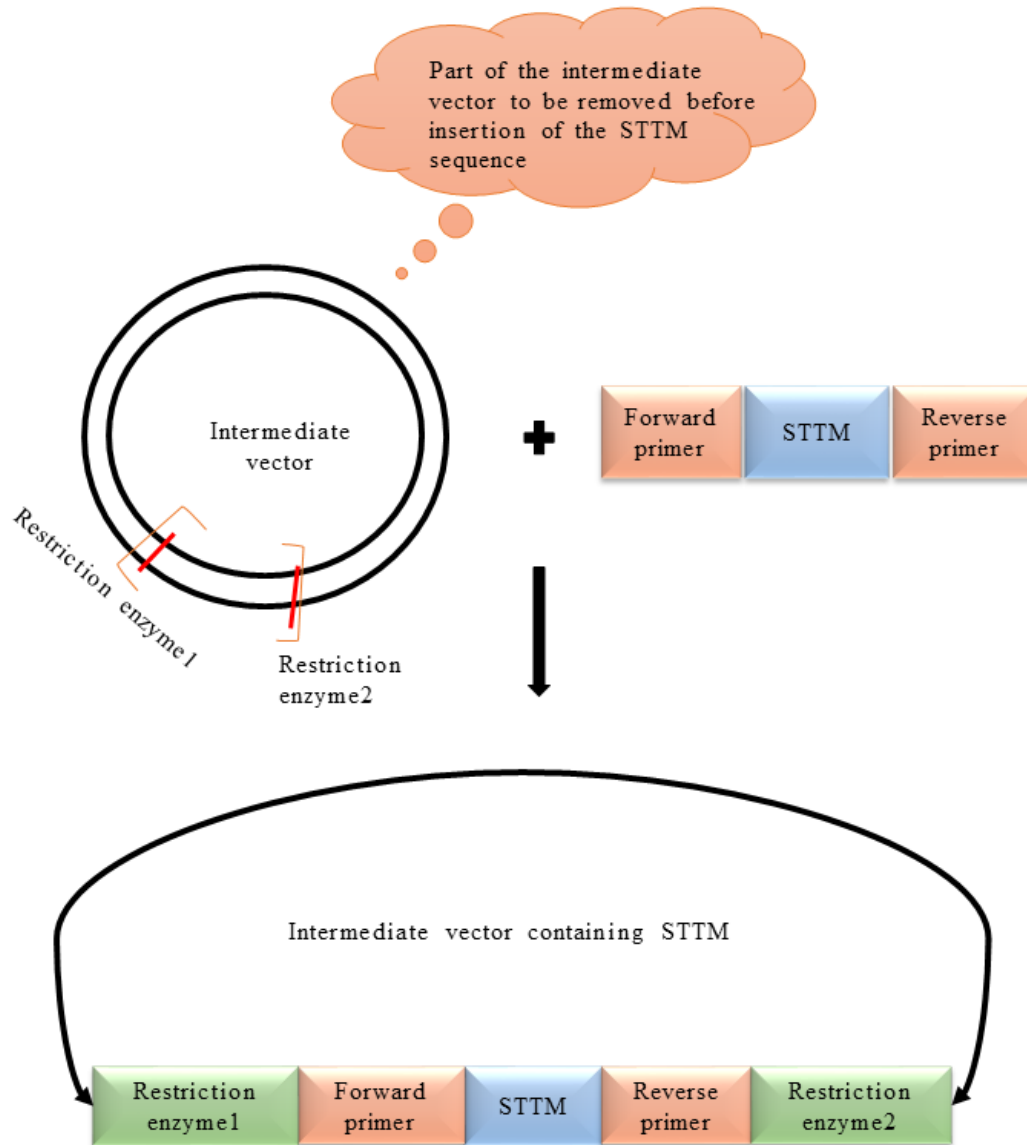 Part of the intermediate
vector to be removed before
insertion of the STTM
sequence
Intermediate
vector
Forward
primer
STTM
Reverse
primer
Restriction enzyme1
Restriction
enzyme2
Intermediate vector containing STTM
Restriction
enzyme1
Forward
primer
STTM
Reverse
primer
Restriction
enzyme2